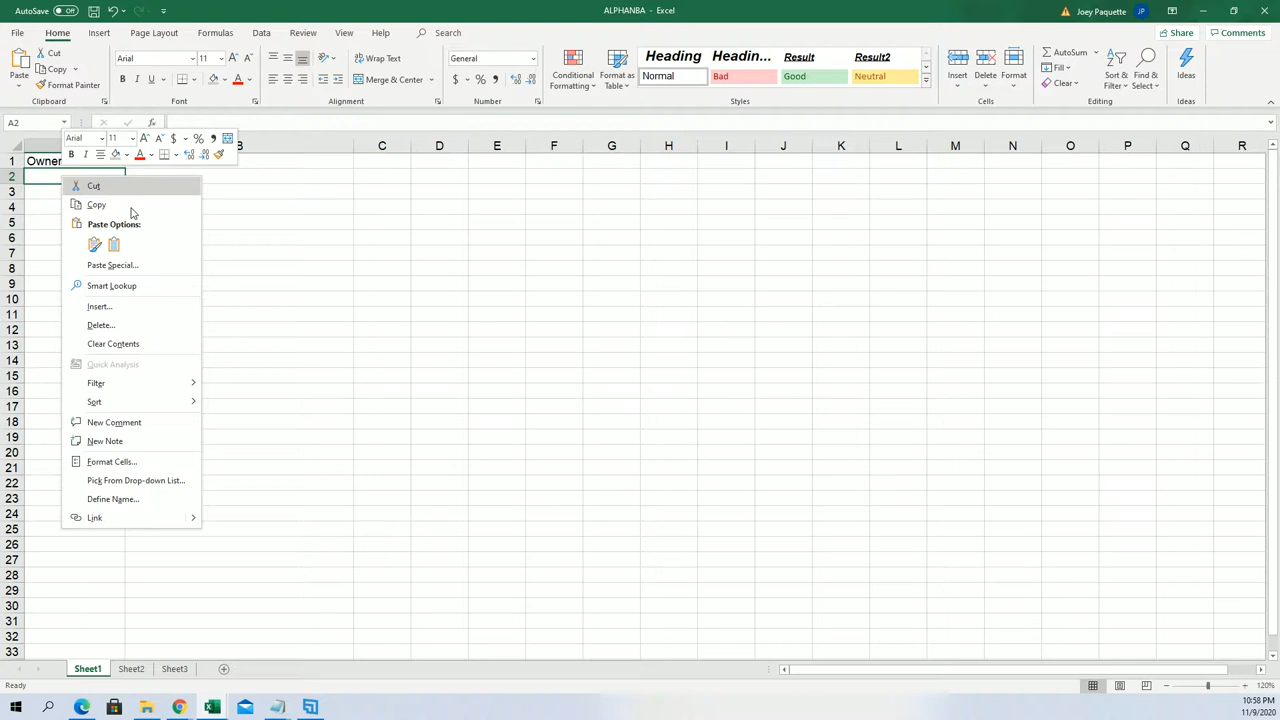 AutoSave Off ALPHANBA - Excel Joey Paquette JP
File Home Insert Page Layout Formulas Data Review View Help Search Share Comments
Paste Cut Copy Format Painter Clipboard
Arial 11 B I U Font
Wrap Text Merge & Center Alignment
General $ % , Number
Conditional Formatting Format as Table
Heading Headin... Result Result2
Normal Bad Good Neutral
Styles
Insert Delete Format Cells
AutoSum Fill Clear Sort & Filter Find & Select Editing
Ideas Ideas
A2 fx
Arial 11 $ % ,
B I
B C D E F G H I J K L M N O P Q R
1 Owner
2
3
4
5
6
7
8
9
10
11
12
13
14
15
16
17
18
19
20
21
22
23
24
25
26
27
28
29
30
31
32
33
Cut
Copy
Paste Options:
Paste Special...
Smart Lookup
Insert...
Delete...
Clear Contents
Quick Analysis
Filter
Sort
New Comment
New Note
Format Cells...
Pick From Drop-down List...
Define Name...
Link
Sheet1 Sheet2 Sheet3
Ready 120%
10:58 PM
11/9/2020